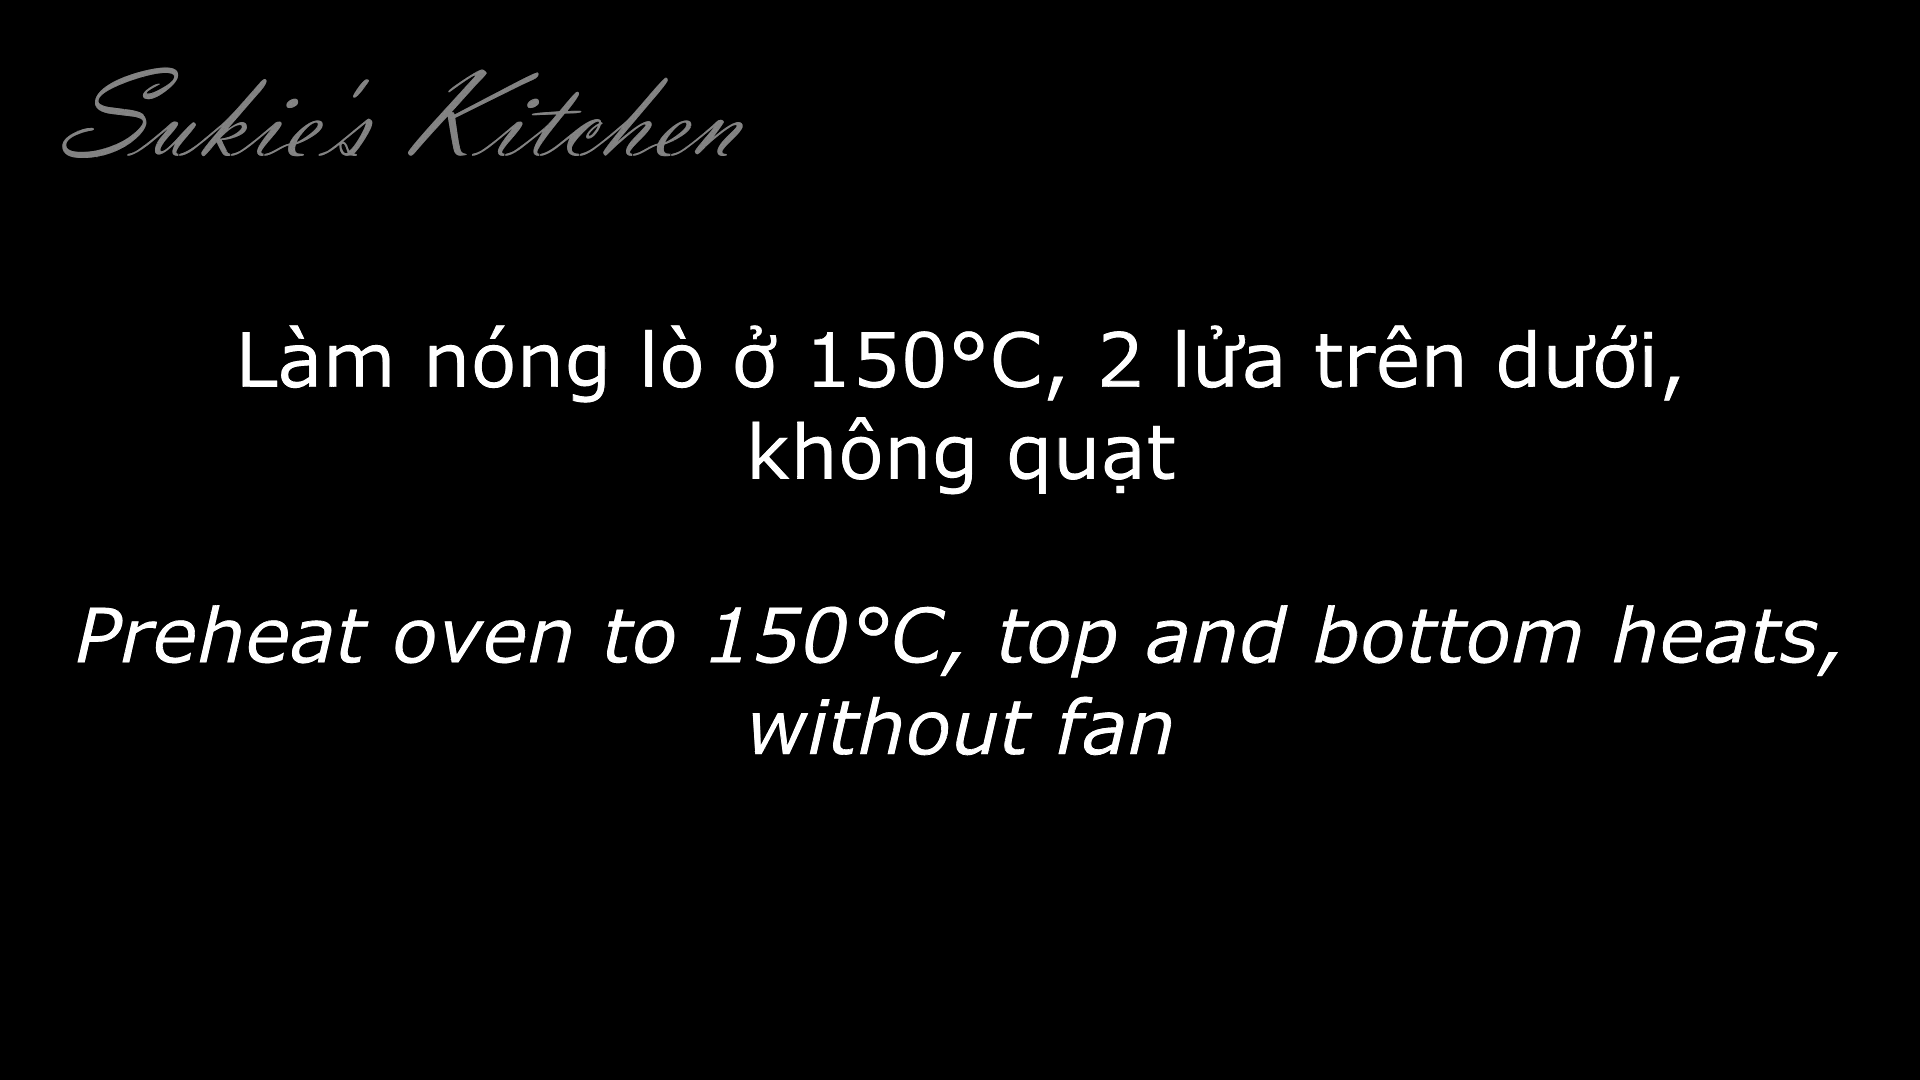 Sukie's Kitchen
Làm nóng lò ở 150°C, 2 lửa trên dưới,
không quạt
Preheat oven to 150°C, top and bottom heats,
without fan